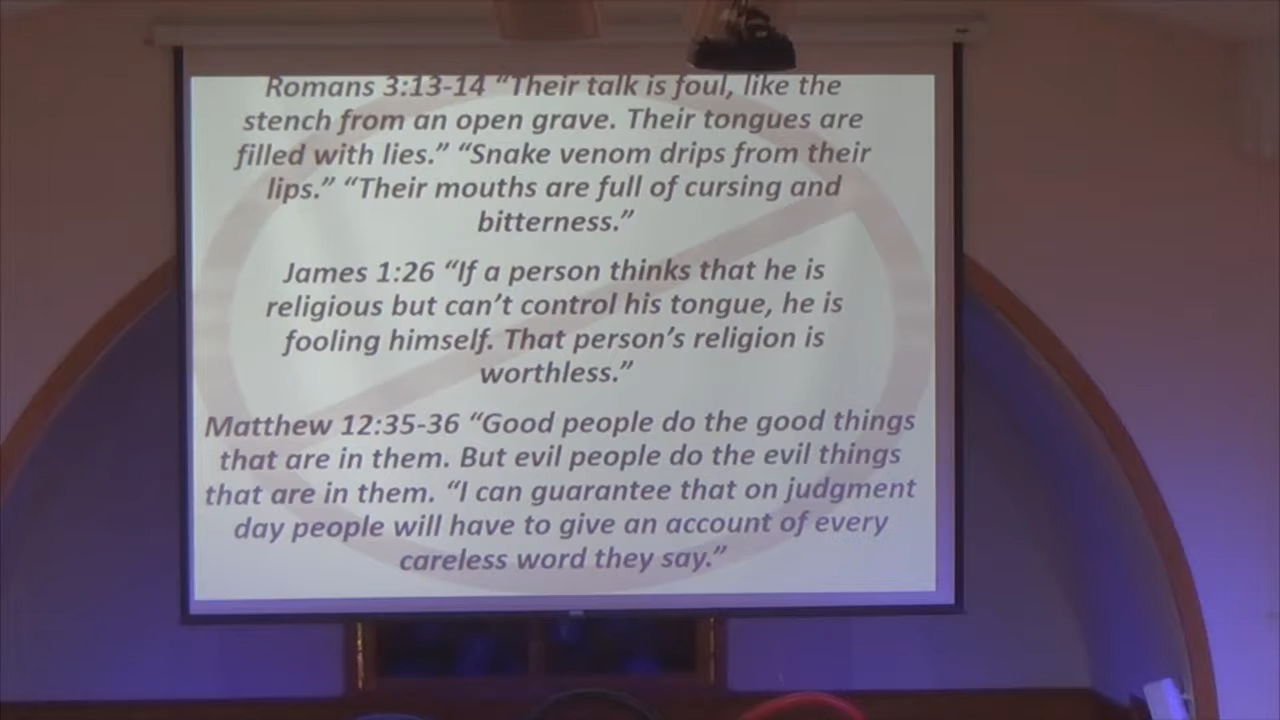 Romans 3:13-14 “Their talk is foul, like the
stench from an open grave. Their tongues are
filled with lies.” “Snake venom drips from their
lips.” “Their mouths are full of cursing and
bitterness.”
James 1:26 “If a person thinks that he is
religious but can’t control his tongue, he is
fooling himself. That person’s religion is
worthless.”
Matthew 12:35-36 “Good people do the good things
that are in them. But evil people do the evil things
that are in them. “I can guarantee that on judgment
day people will have to give an account of every
careless word they say.”